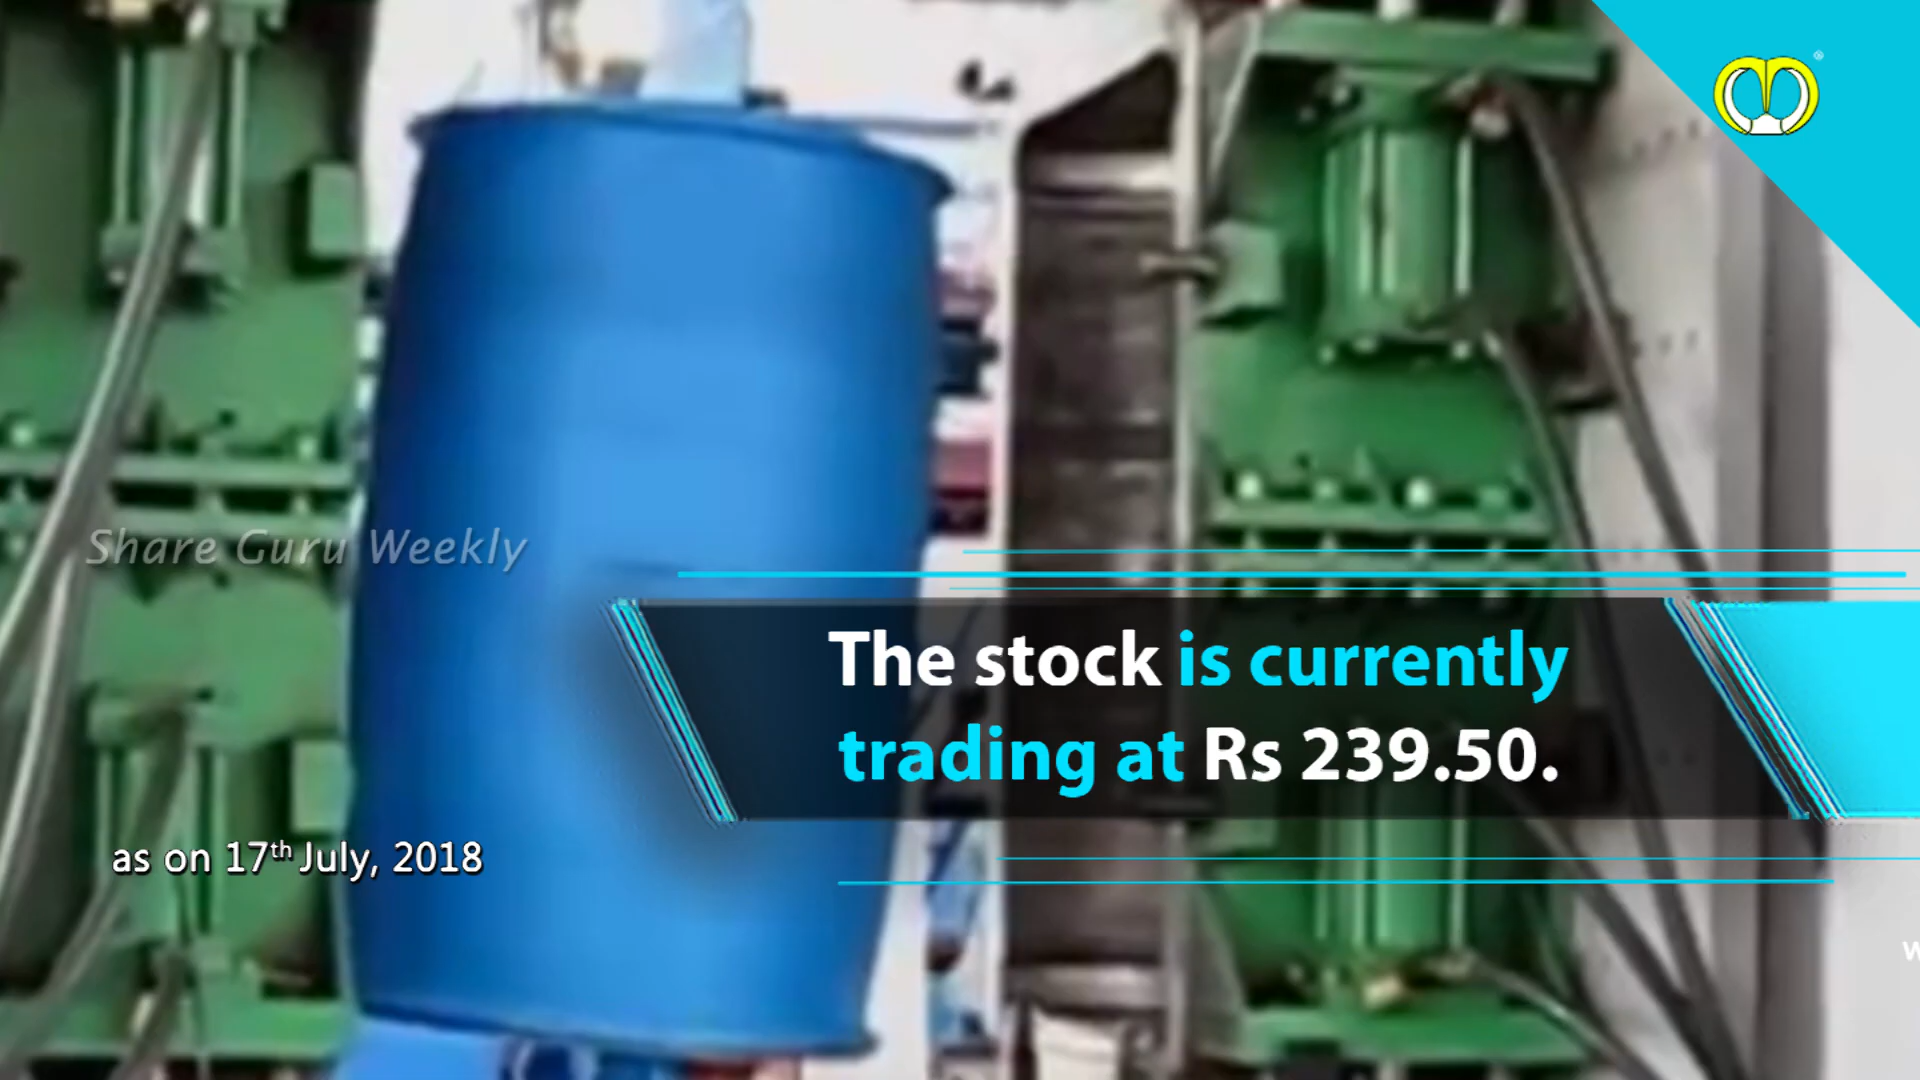 Share Guru Weekly
The stock is currently
trading at Rs 239.50.
as on 17th July, 2018